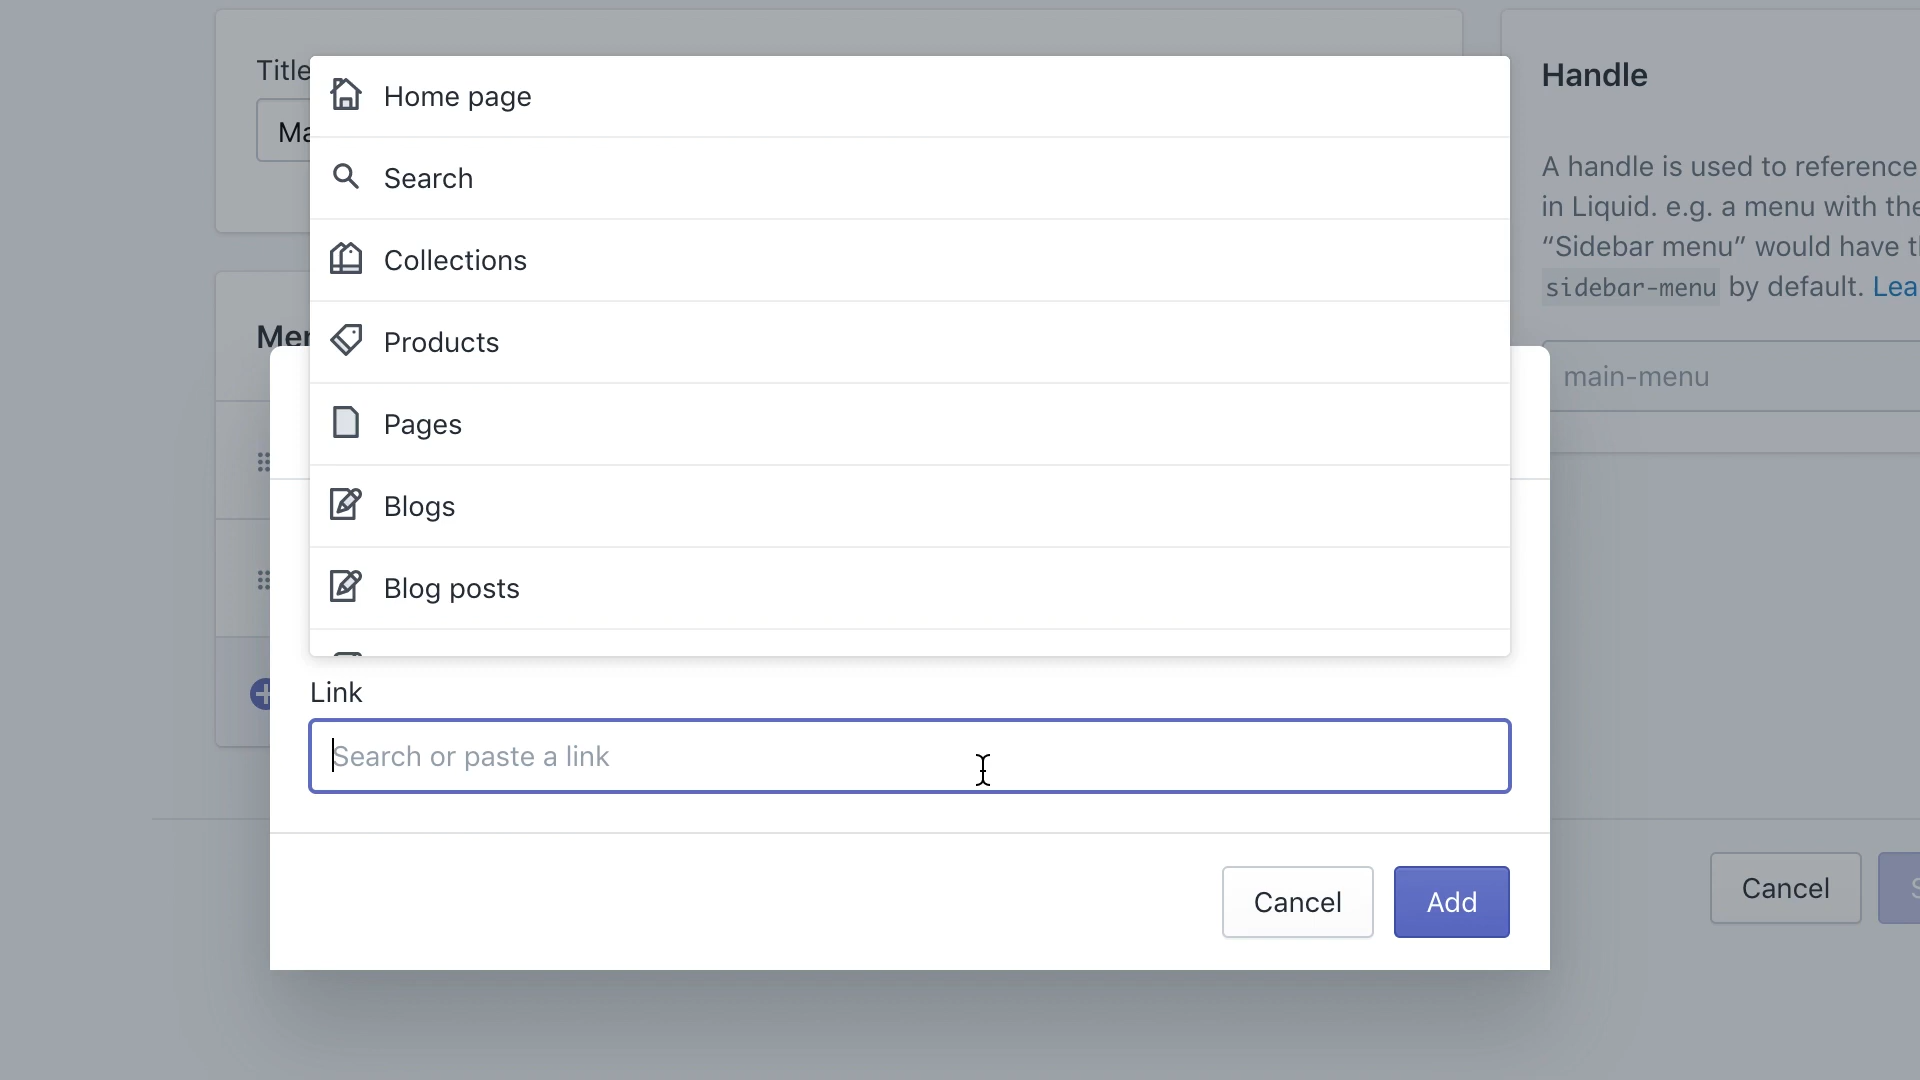 Title
Ma
Home page
Search
Collections
Products
Pages
Blogs
Blog posts
Men
Link
Search or paste a link
Cancel
Add
Handle
A handle is used to reference
in Liquid. e.g. a menu with the
“Sidebar menu” would have
sidebar-menu by default. Lea
main-menu
Cancel
S